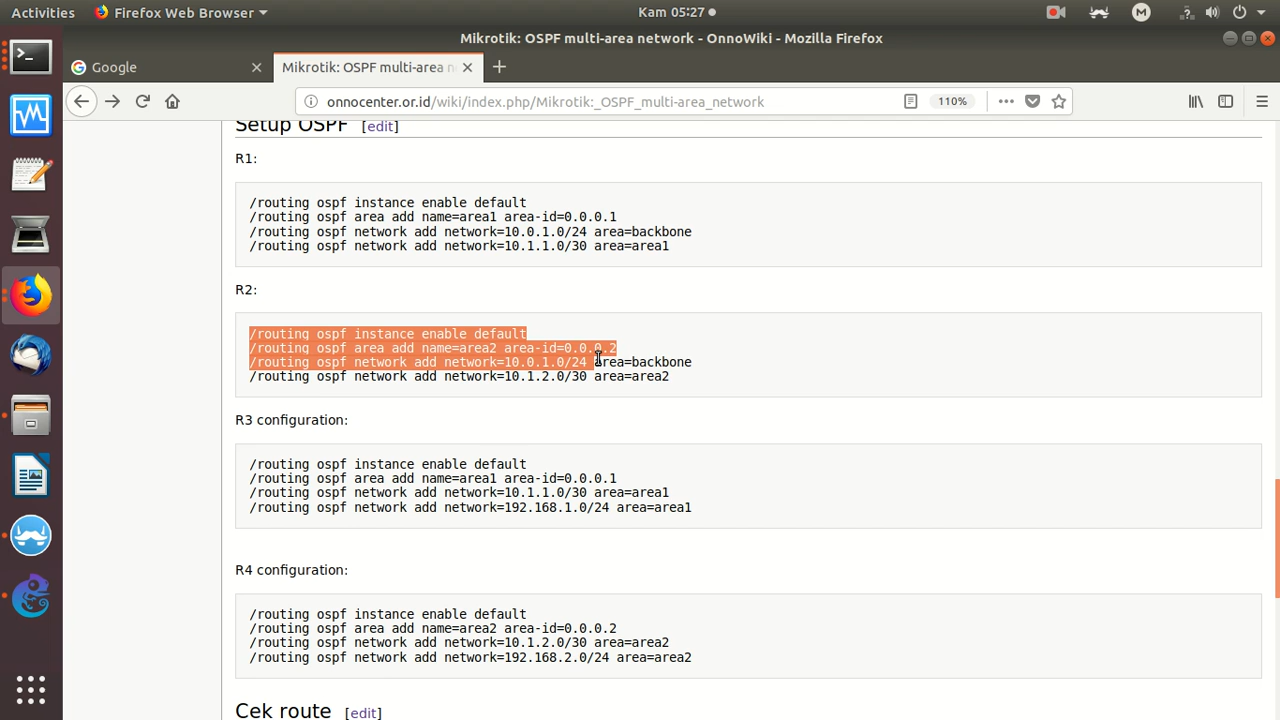 Activities
Firefox Web Browser
Kam 05:27
M
Mikrotik: OSPF multi-area network - OnnoWiki - Mozilla Firefox
Google
Mikrotik: OSPF multi-area n
onnocenter.or.id/wiki/index.php/Mikrotik:_OSPF_multi-area_network
110%
Setup OSPF [edit]
R1:
/routing ospf instance enable default
/routing ospf area add name=area1 area-id=0.0.0.1
/routing ospf network add network=10.0.1.0/24 area=backbone
/routing ospf network add network=10.1.1.0/30 area=area1
R2:
/routing ospf instance enable default
/routing ospf area add name=area2 area-id=0.0.0.2
/routing ospf network add network=10.0.1.0/24 area=backbone
/routing ospf network add network=10.1.2.0/30 area=area2
R3 configuration:
/routing ospf instance enable default
/routing ospf area add name=area1 area-id=0.0.0.1
/routing ospf network add network=10.1.1.0/30 area=area1
/routing ospf network add network=192.168.1.0/24 area=area1
R4 configuration:
/routing ospf instance enable default
/routing ospf area add name=area2 area-id=0.0.0.2
/routing ospf network add network=10.1.2.0/30 area=area2
/routing ospf network add network=192.168.2.0/24 area=area2
Cek route [edit]